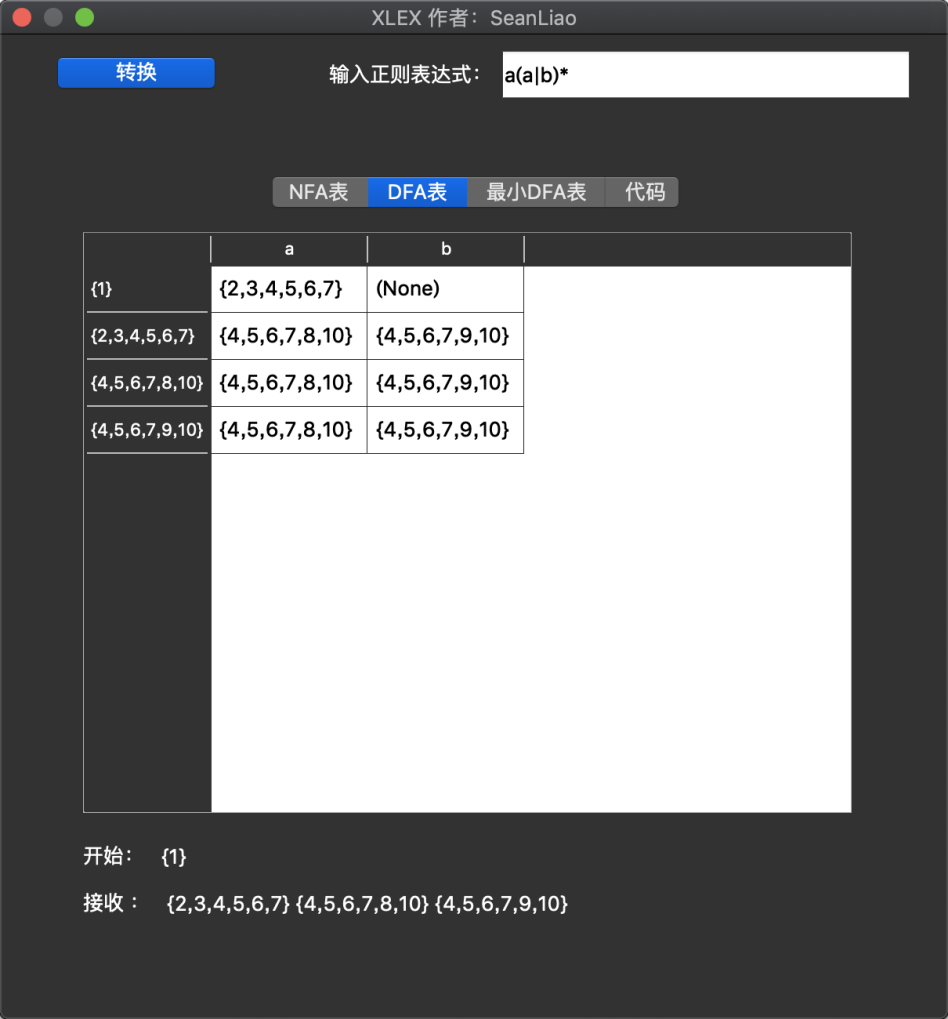 XLEX 作者：SeanLiao
转换 输入正则表达式： a(a|b)*
NFA表 DFA表 最小DFA表 代码
a b
{1} {2,3,4,5,6,7} (None)
{2,3,4,5,6,7} {4,5,6,7,8,10} {4,5,6,7,9,10}
{4,5,6,7,8,10} {4,5,6,7,8,10} {4,5,6,7,9,10}
{4,5,6,7,9,10} {4,5,6,7,8,10} {4,5,6,7,9,10}
开始： {1}
接收： {2,3,4,5,6,7} {4,5,6,7,8,10} {4,5,6,7,9,10}